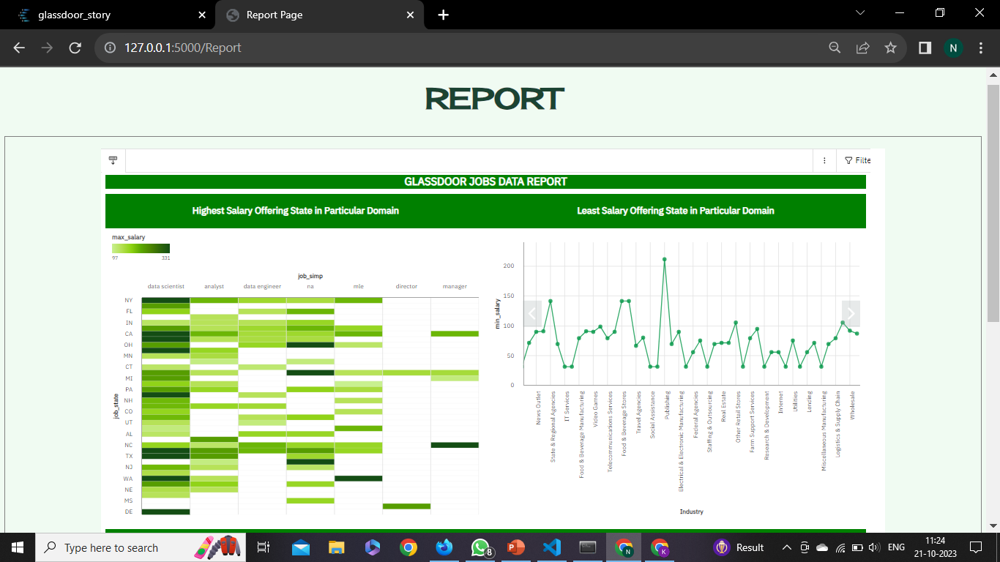 glassdoor_story
Report Page
127.0.0.1:5000/Report
N
REPORT
Filte
GLASSDOOR JOBS DATA REPORT
Highest Salary Offering State in Particular Domain
Least Salary Offering State in Particular Domain
max_salary
97 331
job_simp
data scientist analyst data engineer na mle director manager
job_state
NY
FL
IN
CA
OH
MN
CT
MI
PA
NH
CO
UT
AL
NC
TX
NJ
WA
NE
MS
DE
min_salary
200
150
100
50
0
News Outlet
State & Regional Agencies
IT Services
Food & Beverage Manufacturing
Video Games
Telecommunications Services
Food & Beverage Stores
Travel Agencies
Social Assistance
Publishing
Electrical & Electronic Manufacturing
Federal Agencies
Staffing & Outsourcing
Real Estate
Other Retail Stores
Farm Support Services
Research & Development
Internet
Utilities
Lending
Miscellaneous Manufacturing
Logistics & Supply Chain
Wholesale
Industry
Type here to search
8
P
N
K
Result
ENG
11:24
21-10-2023